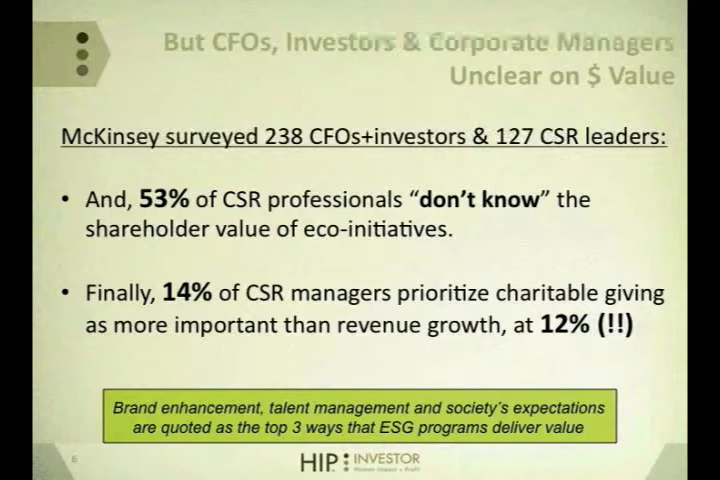 But CFOs, Investors & Corporate Managers
Unclear on $ Value
McKinsey surveyed 238 CFOs+investors & 127 CSR leaders:
• And, 53% of CSR professionals “don’t know” the
shareholder value of eco-initiatives.
• Finally, 14% of CSR managers prioritize charitable giving
as more important than revenue growth, at 12% (!!)
Brand enhancement, talent management and society’s expectations
are quoted as the top 3 ways that ESG programs deliver value
6
HIP: INVESTOR
Human Impact + Profit